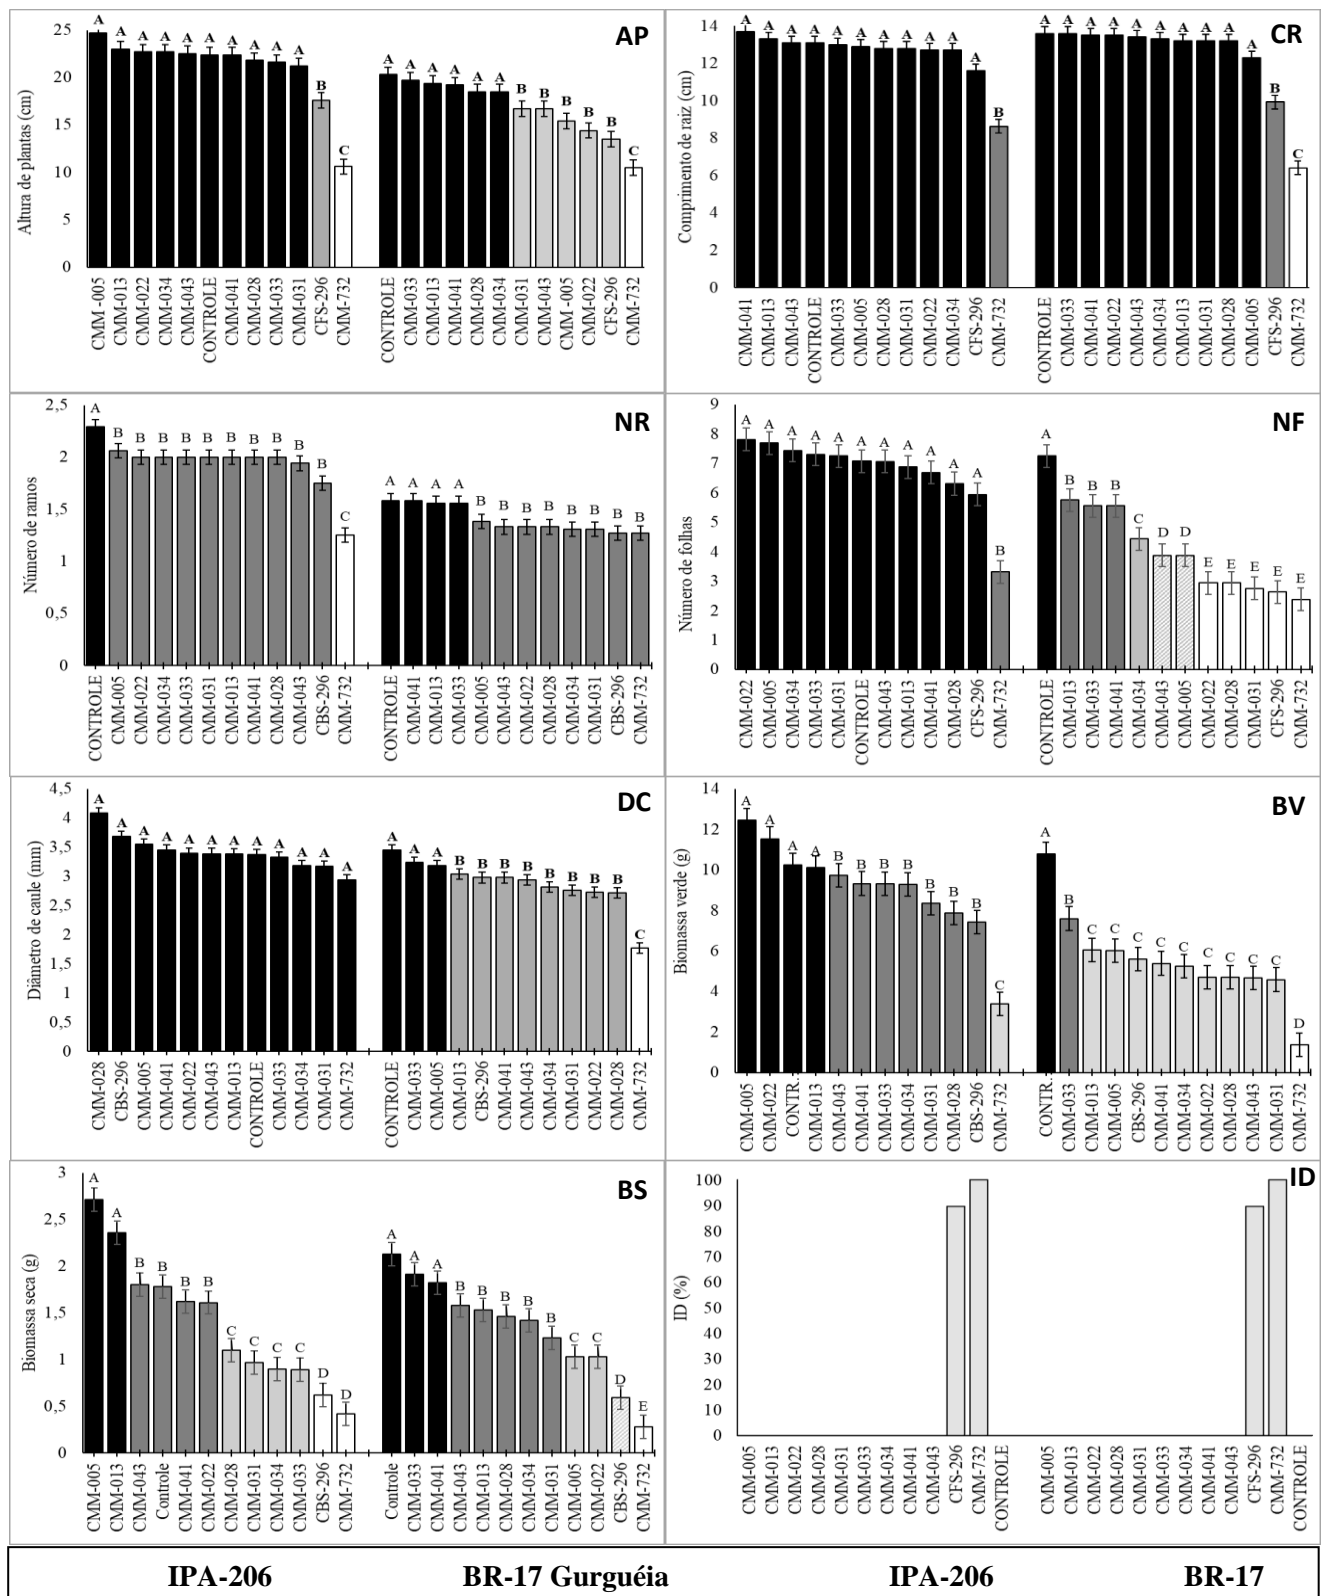 AP
Altura de plantas (cm)
25
20
15
10
5
0
A A A A A A A A A A B C
A A A A A A B B B B B C
CMM-005 CMM-013 CMM-022 CMM-034 CMM-043 CONTROLE CMM-041 CMM-028 CMM-033 CMM-031 CFS-296 CMM-732
CONTROLE CMM-033 CMM-013 CMM-041 CMM-028 CMM-034 CMM-031 CMM-043 CMM -005 CMM-022 CFS-296 CMM-732
CR
Comprimento de raiz (cm)
14
12
10
8
6
4
2
0
A A A A A A A A A A A B
A A A A A A A A A A B C
CMM-041 CMM-013 CMM-043 CONTROLE CMM-033 CMM-005 CMM-028 CMM-031 CMM-022 CMM-034 CFS-296 CMM-732
CONTROLE CMM-033 CMM-041 CMM-022 CMM-043 CMM-034 CMM-013 CMM-031 CMM-028 CMM-005 CFS-296 CMM-732
NR
Número de ramos
2,5
2
1,5
1
0,5
0
A B B B B B B B B B B C
A A A A B B B B B B B B
CONTROLE CMM-005 CMM-022 CMM-034 CMM-033 CMM-031 CMM-013 CMM-041 CMM-028 CMM-043 CBS-296 CMM-732
CONTROLE CMM-041 CMM-013 CMM-033 CMM-005 CMM-043 CMM-022 CMM-028 CMM-034 CMM-031 CBS-296 CMM-732
NF
Número de folhas
9
8
7
6
5
4
3
2
1
0
A A A A A A A A A A A B
A B B B C D D E E E E E
CMM-022 CMM-005 CMM-034 CMM-033 CMM-031 CONTROLE CMM-043 CMM-013 CMM-041 CMM-028 CFS-296 CMM-732
CONTROLE CMM-013 CMM-033 CMM-041 CMM-034 CMM-043 CMM-005 CMM-022 CMM-028 CMM-031 CFS-296 CMM-732
DC
Diâmetro de caule (mm)
4,5
4
3,5
3
2,5
2
1,5
1
0,5
0
A A A A A A A A A A A A
A A A B B B B B B B B C
CMM-028 CBS-296 CMM-005 CMM-041 CMM-022 CMM-043 CMM-013 CONTROLE CMM-033 CMM-034 CMM-031 CMM-732
CONTROLE CMM-033 CMM-005 CMM-013 CBS-296 CMM-041 CMM-043 CMM-034 CMM-031 CMM-022 CMM-028 CMM-732
BV
Biomassa verde (g)
14
12
10
8
6
4
2
0
A A A A B B B B B B B C
A B C C C C C C C C C D
CMM-005 CMM-022 CONTR. CMM-013 CMM-043 CMM-041 CMM-033 CMM-034 CMM-031 CMM-028 CBS-296 CMM-732
CONTR. CMM-033 CMM-013 CMM-005 CBS-296 CMM-041 CMM-034 CMM-022 CMM-028 CMM-043 CMM-031 CMM-732
BS
Biomassa seca (g)
3
2,5
2
1,5
1
0,5
0
A A B B B B C C C C D D
A A A B B B B B C C D E
CMM-005 CMM-013 CMM-043 Controle CMM-041 CMM-022 CMM-028 CMM-031 CMM-034 CMM-033 CBS-296 CMM-732
Controle CMM-033 CMM-041 CMM-043 CMM-013 CMM-028 CMM-034 CMM-031 CMM-005 CMM-022 CBS-296 CMM-732
ID
ID (%)
100
90
80
70
60
50
40
30
20
10
0
CMM-005 CMM-013 CMM-022 CMM-028 CMM-031 CMM-033 CMM-034 CMM-041 CMM-043 CFS-296 CMM-732 CONTROLE
CMM-005 CMM-013 CMM-022 CMM-028 CMM-031 CMM-033 CMM-034 CMM-041 CMM-043 CFS-296 CMM-732 CONTROLE
IPA-206 BR-17 Gurguéia IPA-206 BR-17